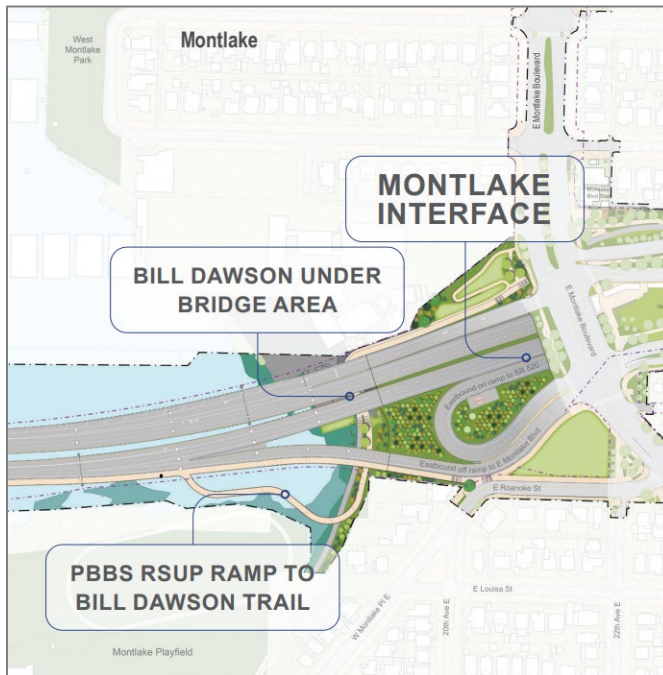 West
Montlake
Park
Montlake
E Montlake Boulevard
MONTLAKE
INTERFACE
BILL DAWSON UNDER
BRIDGE AREA
E Montlake Boulevard
Eastbound on ramp to SR 520
Eastbound off ramp to E Montlake Blvd
E Roanoke St
PBBS RSUP RAMP TO
BILL DAWSON TRAIL
E Louisa St
W Montlake Pl E
20th Ave E
22th Ave E
Montlake Playfield